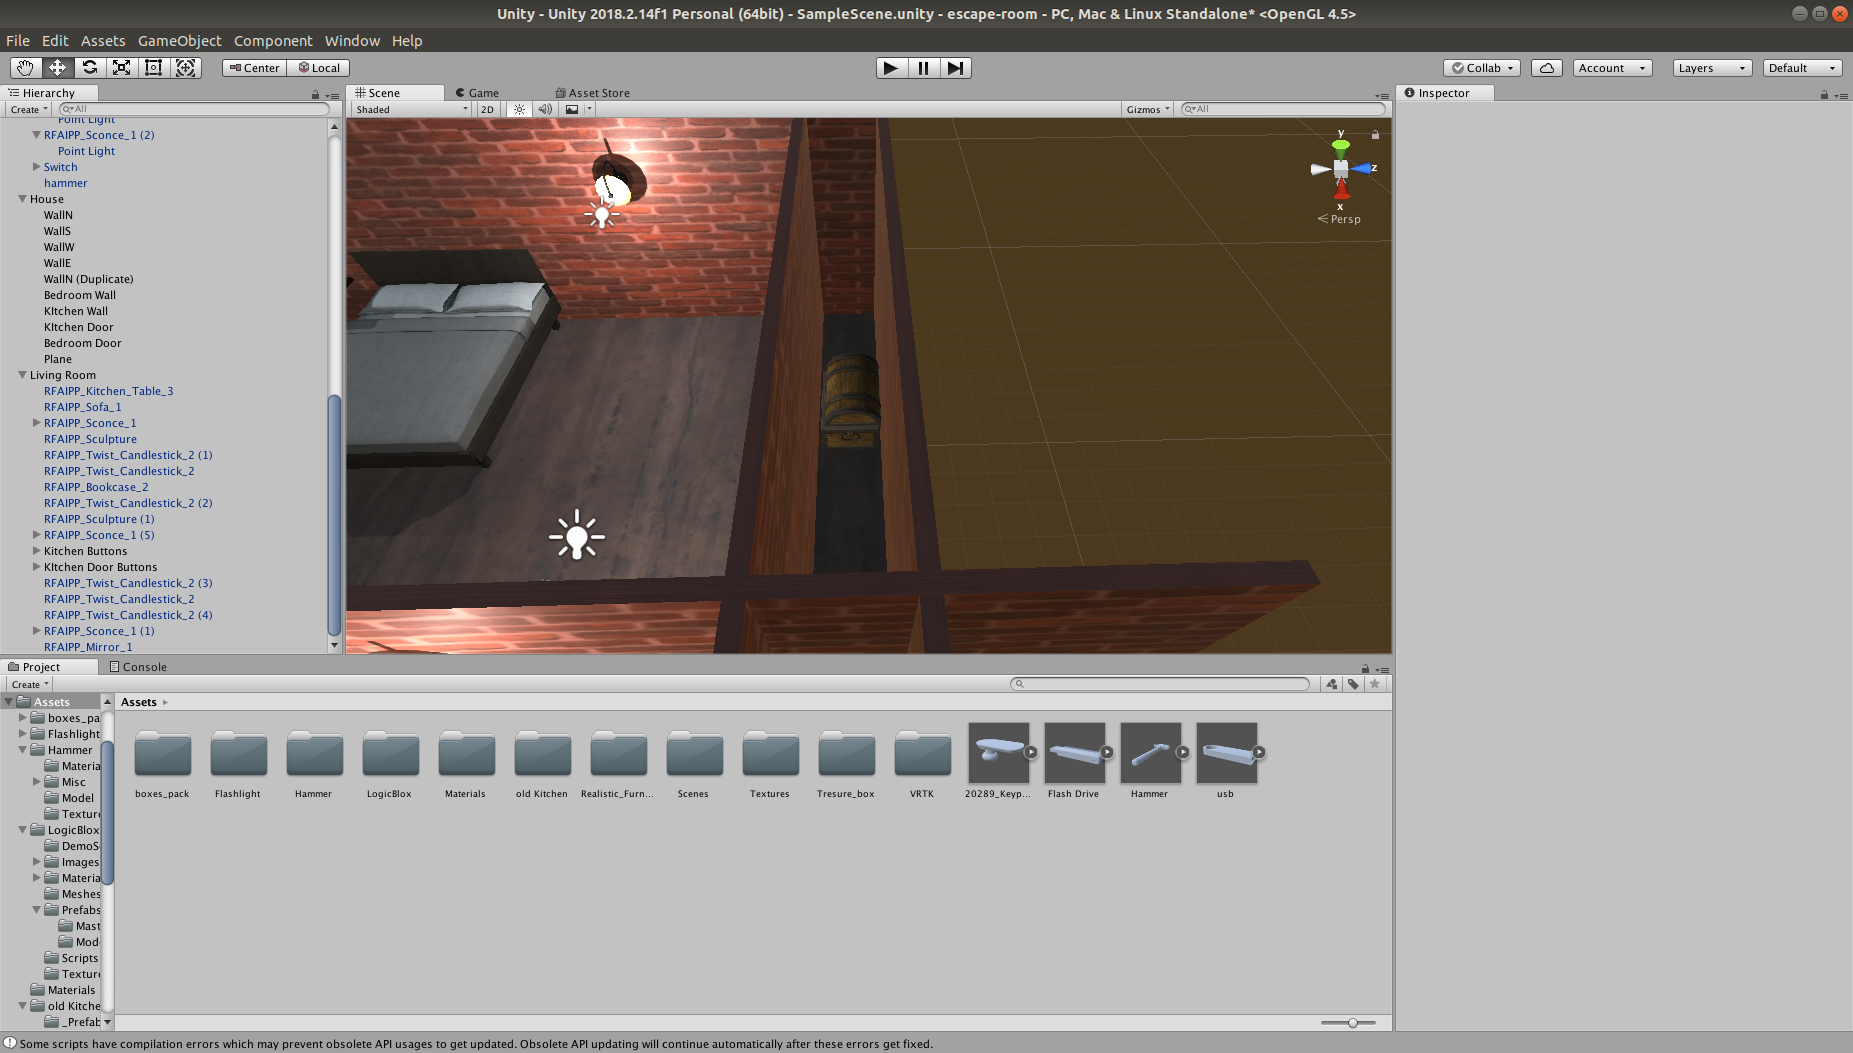 Unity - Unity 2018.2.14f1 Personal (64bit) - SampleScene.unity - escape-room - PC, Mac & Linux Standalone* <OpenGL 4.5>
File Edit Assets GameObject Component Window Help
Center Local Collab Account Layers Default
Hierarchy
Create All
Point Light
RFAIPP_Sconce_1 (2)
Point Light
Switch
hammer
House
WallN
WallS
WallW
WallE
WallN (Duplicate)
Bedroom Wall
KItchen Wall
KItchen Door
Bedroom Door
Plane
Living Room
RFAIPP_Kitchen_Table_3
RFAIPP_Sofa_1
RFAIPP_Sconce_1
RFAIPP_Sculpture
RFAIPP_Twist_Candlestick_2 (1)
RFAIPP_Twist_Candlestick_2
RFAIPP_Bookcase_2
RFAIPP_Twist_Candlestick_2 (2)
RFAIPP_Sculpture (1)
RFAIPP_Sconce_1 (5)
Kitchen Buttons
KItchen Door Buttons
RFAIPP_Twist_Candlestick_2 (3)
RFAIPP_Twist_Candlestick_2
RFAIPP_Twist_Candlestick_2 (4)
RFAIPP_Sconce_1 (1)
RFAIPP_Mirror_1
Scene Game Asset Store
Shaded 2D Gizmos All
y
z
x
Persp
Inspector
Project Console
Create
Assets
boxes_pa
Flashlight
Hammer
Materia
Misc
Model
Texture
LogicBlox
DemoS
Images
Materia
Meshes
Prefabs
Mast
Mod
Scripts
Texture
Materials
old Kitche
_Prefab
Assets
boxes_pack Flashlight Hammer LogicBlox Materials old Kitchen Realistic_Furn... Scenes Textures Tresure_box VRTK 20289_Keyp... Flash Drive Hammer usb
Some scripts have compilation errors which may prevent obsolete API usages to get updated. Obsolete API updating will continue automatically after these errors get fixed.